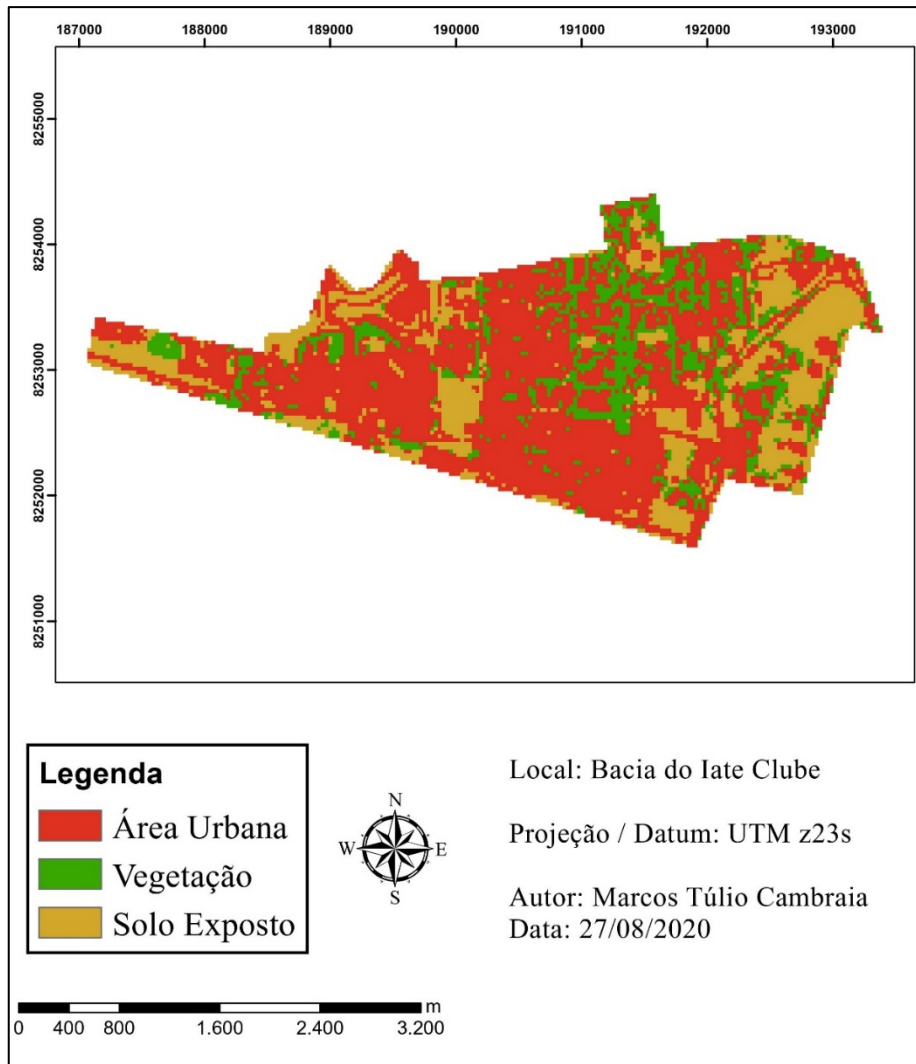 187000 188000 189000 190000 191000 192000 193000
8255000
8254000
8253000
8252000
8251000
Legenda
Área Urbana
Vegetação
Solo Exposto
N
W E
S
Local: Bacia do Iate Clube
Projeção / Datum: UTM z23s
Autor: Marcos Túlio Cambraia
Data: 27/08/2020
m
0 400 800 1.600 2.400 3.200